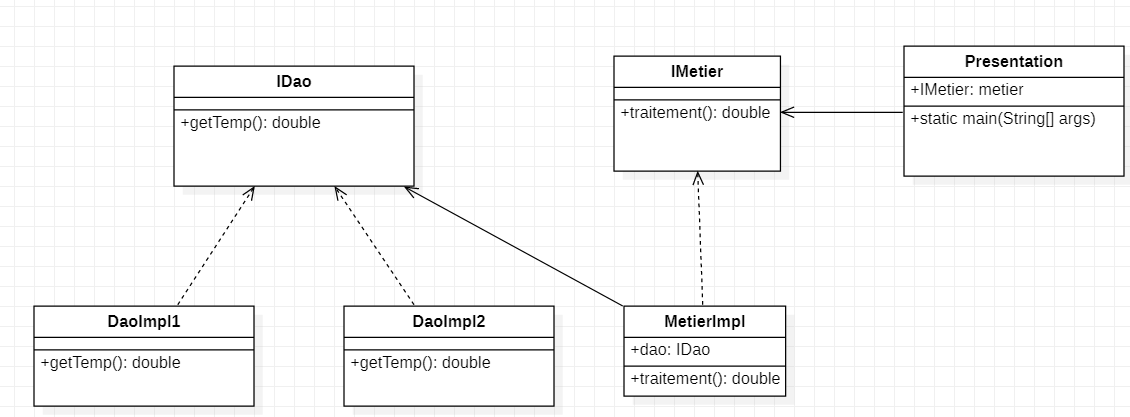 IDao
+getTemp(): double
IMetier
+traitement(): double
Presentation
+IMetier: metier
+static main(String[] args)
DaoImpl1
+getTemp(): double
DaoImpl2
+getTemp(): double
MetierImpl
+dao: IDao
+traitement(): double